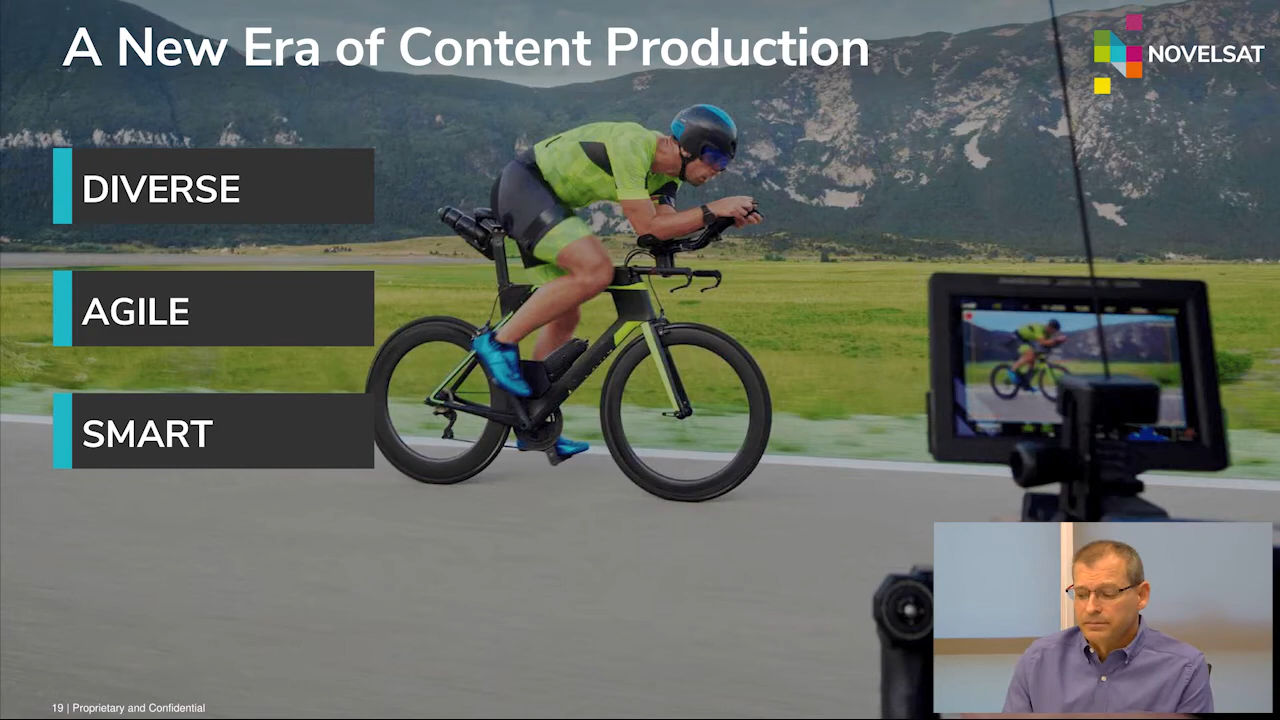 A New Era of Content Production
NOVELSAT
DIVERSE
AGILE
SMART
19 | Proprietary and Confidential